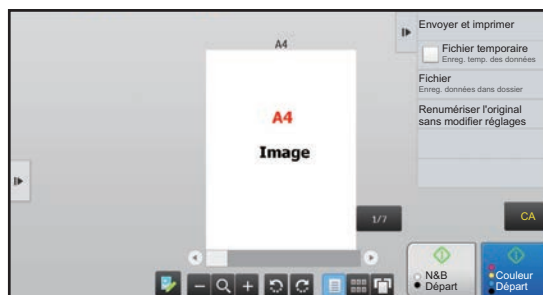 A4
A4
Image
1/7
Envoyer et imprimer
Fichier temporaire
Enreg. temp. des données
Fichier
Enreg. données dans dossier
Renumériser l'original
sans modifier réglages
CA
N&B
Départ
Couleur
Départ